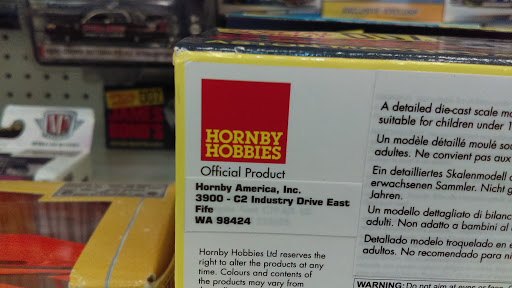 HORNBY
HOBBIES
Official Product
Hornby America, Inc.
3900 - C2 Industry Drive East
Fife
WA 98424
Hornby Hobbies Ltd reserves the
right to alter the products at any
time. Colours and contents of
the products may vary from
A detailed die-cast scale
suitable for children under 1
Un modèle détaillé moulé
adultes. Ne convient pas aux
Ein detailliertes Skalenmodell
erwachsenen Sammler. Nicht
Jahren.
Un modello dettagliato di
adulti. Non adatto a bambini al
Detallado modelo troquelado en
adultos. No recomendado para
WARNING: Do not aim at eyes or